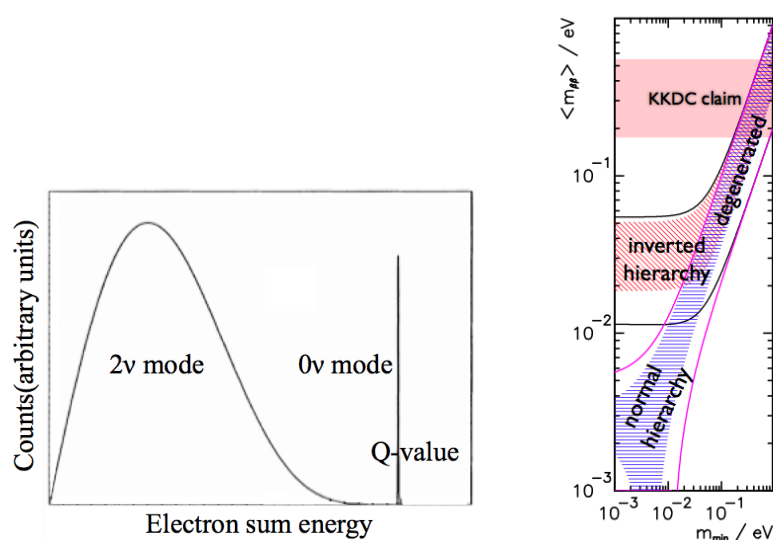 Counts(arbitrary units)
2ν mode
0ν mode
Q-value
Electron sum energy
<m_ββ> / eV
KKDC claim
degenerated
inverted
hierarchy
normal
hierarchy
10⁻¹
10⁻²
10⁻³
10⁻³ 10⁻² 10⁻¹
m_min / eV